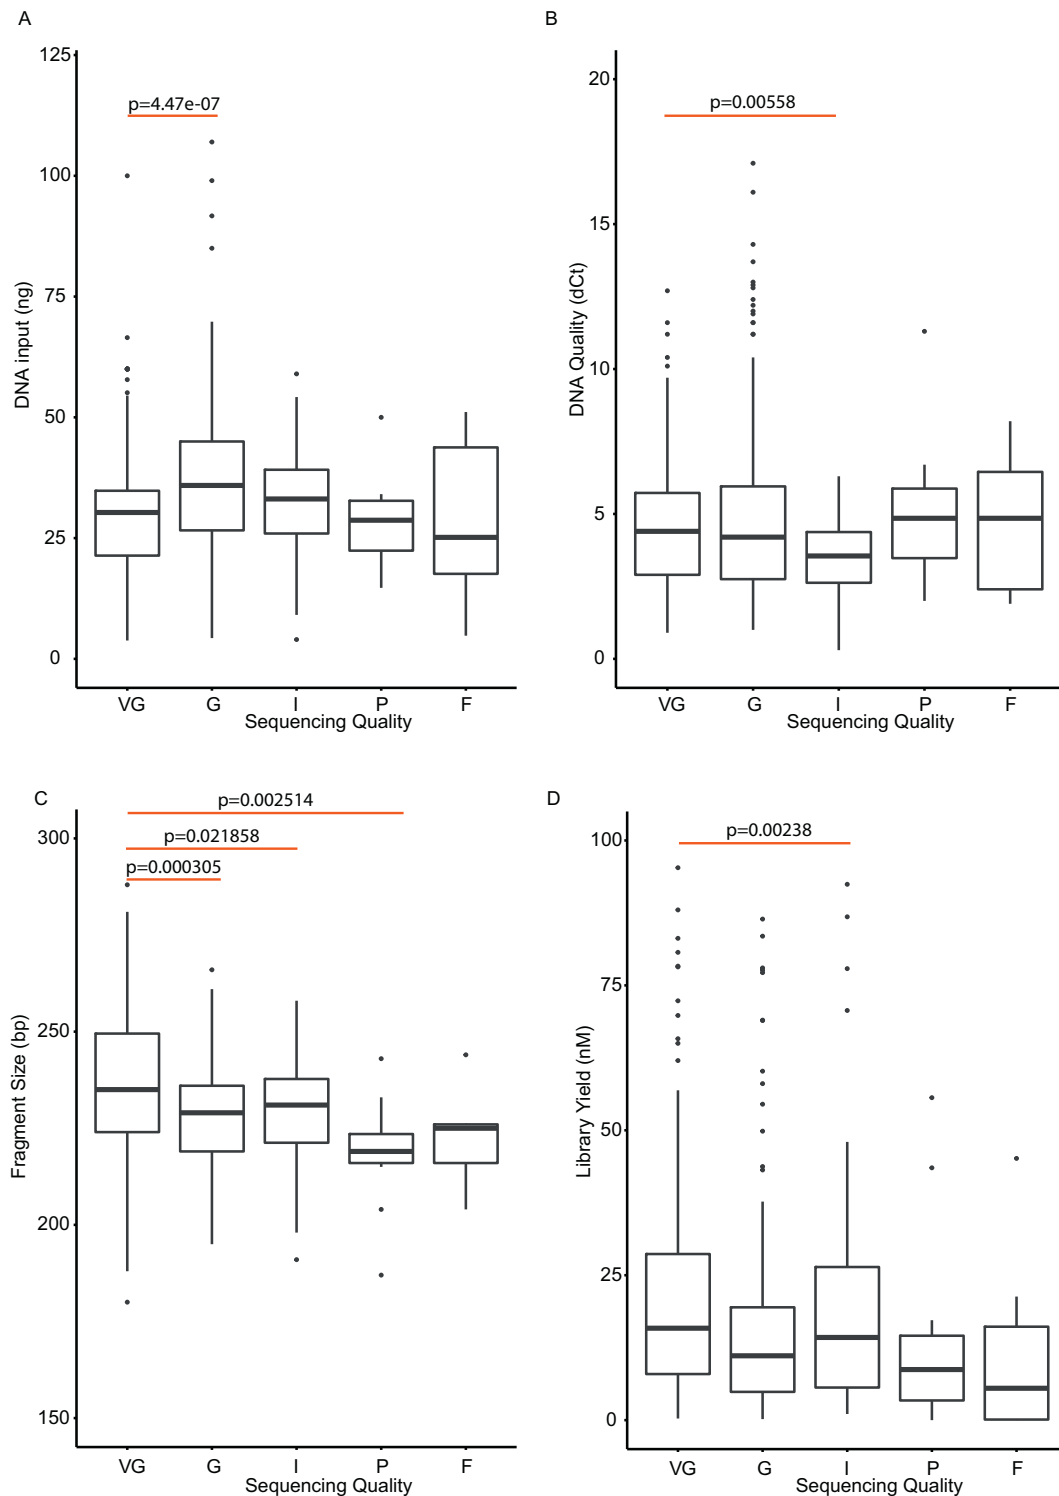 A
125
100
75
50
25
0
DNA input (ng)
p=4.47e-07
VG G I P F
Sequencing Quality
B
20
15
10
5
0
DNA Quality (dCt)
p=0.00558
VG G I P F
Sequencing Quality
C
300
250
200
150
Fragment Size (bp)
p=0.002514
p=0.021858
p=0.000305
VG G I P F
Sequencing Quality
D
100
75
50
25
0
Library Yield (nM)
p=0.00238
VG G I P F
Sequencing Quality